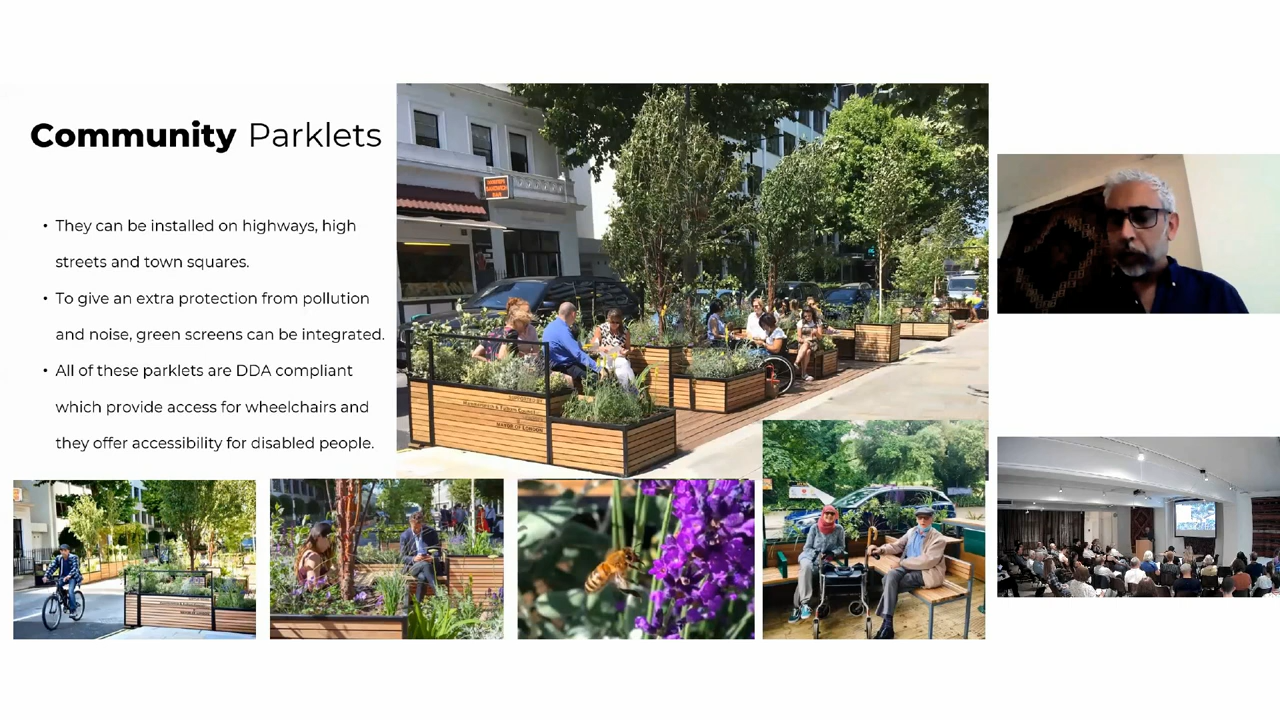 Community Parklets
• They can be installed on highways, high
streets and town squares.
• To give an extra protection from pollution
and noise, green screens can be integrated.
• All of these parklets are DDA compliant
which provide access for wheelchairs and
they offer accessibility for disabled people.
MAYOR OF LONDON